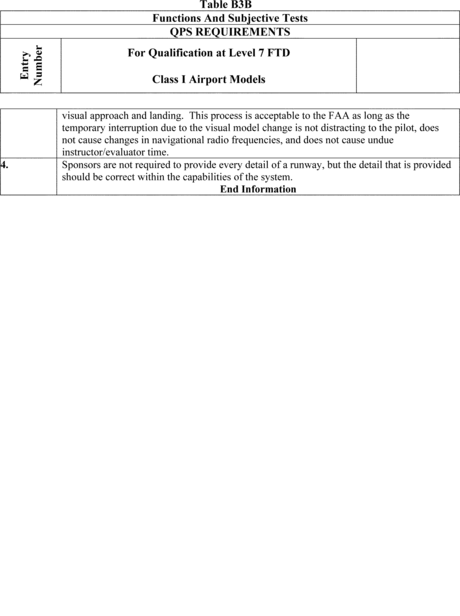 Table B3B
Functions And Subjective Tests
QPS REQUIREMENTS
Entry
Number
For Qualification at Level 7 FTD
Class I Airport Models
visual approach and landing. This process is acceptable to the FAA as long as the
temporary interruption due to the visual model change is not distracting to the pilot, does
not cause changes in navigational radio frequencies, and does not cause undue
instructor/evaluator time.
4.
Sponsors are not required to provide every detail of a runway, but the detail that is provided
should be correct within the capabilities of the system.
End Information